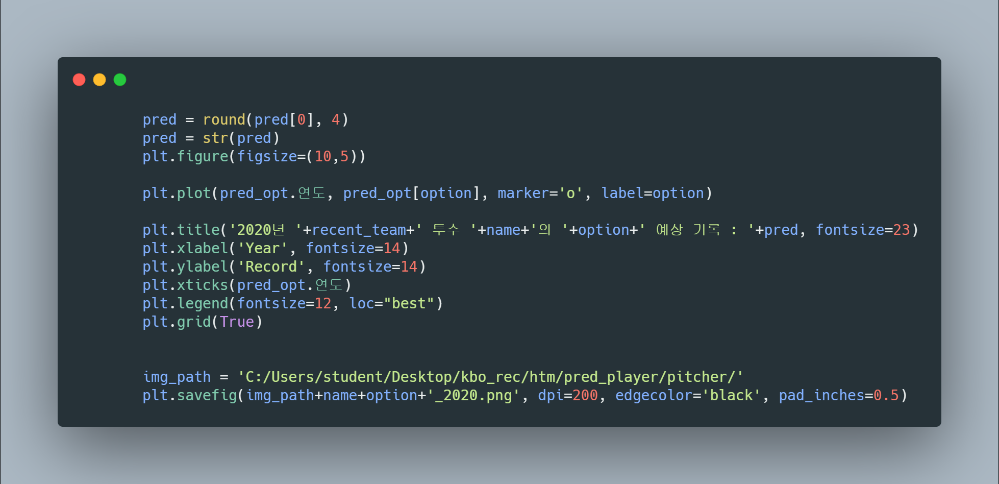 pred = round(pred[0], 4)
pred = str(pred)
plt.figure(figsize=(10,5))
plt.plot(pred_opt.연도, pred_opt[option], marker='o', label=option)
plt.title('2020년 '+recent_team+' 투수 '+name+'의 '+option+' 예상 기록 : '+pred, fontsize=23)
plt.xlabel('Year', fontsize=14)
plt.ylabel('Record', fontsize=14)
plt.xticks(pred_opt.연도)
plt.legend(fontsize=12, loc="best")
plt.grid(True)
img_path = 'C:/Users/student/Desktop/kbo_rec/htm/pred_player/pitcher/'
plt.savefig(img_path+name+option+'_2020.png', dpi=200, edgecolor='black', pad_inches=0.5)